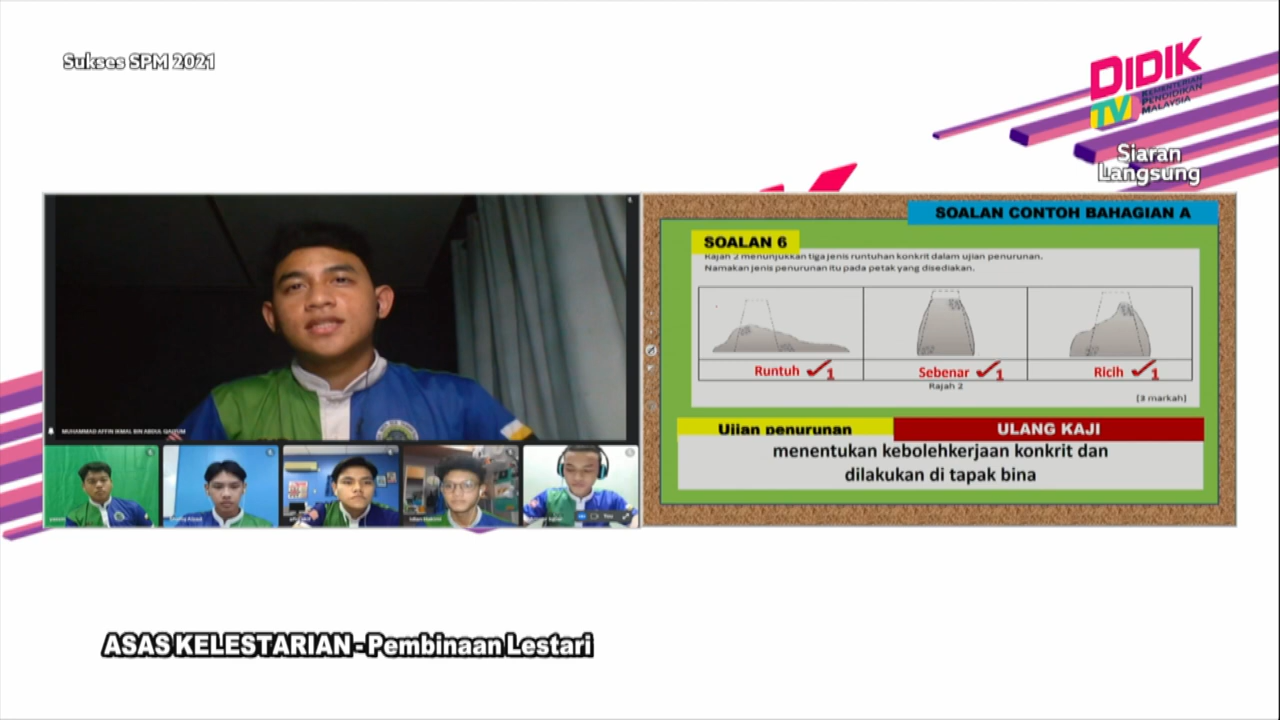 Sukses SPM 2021
DIDIK
TV KEMENTERIAN
PENDIDIKAN
MALAYSIA
Siaran
Langsung
SOALAN CONTOH BAHAGIAN A
SOALAN 6
Rajah 2 menunjukkan tiga jenis runtuhan konkrit dalam ujian penurunan.
Namakan jenis penurunan itu pada petak yang disediakan.
Runtuh 1 Sebenar 1 Ricih 1
Rajah 2
[3 markah]
Ujian penurunan ULANG KAJI
menentukan kebolehkerjaan konkrit dan
dilakukan di tapak bina
MUHAMMAD AFFIN IKMAL BIN ABDUL QAIYUM
ASAS KELESTARIAN - Pembinaan Lestari